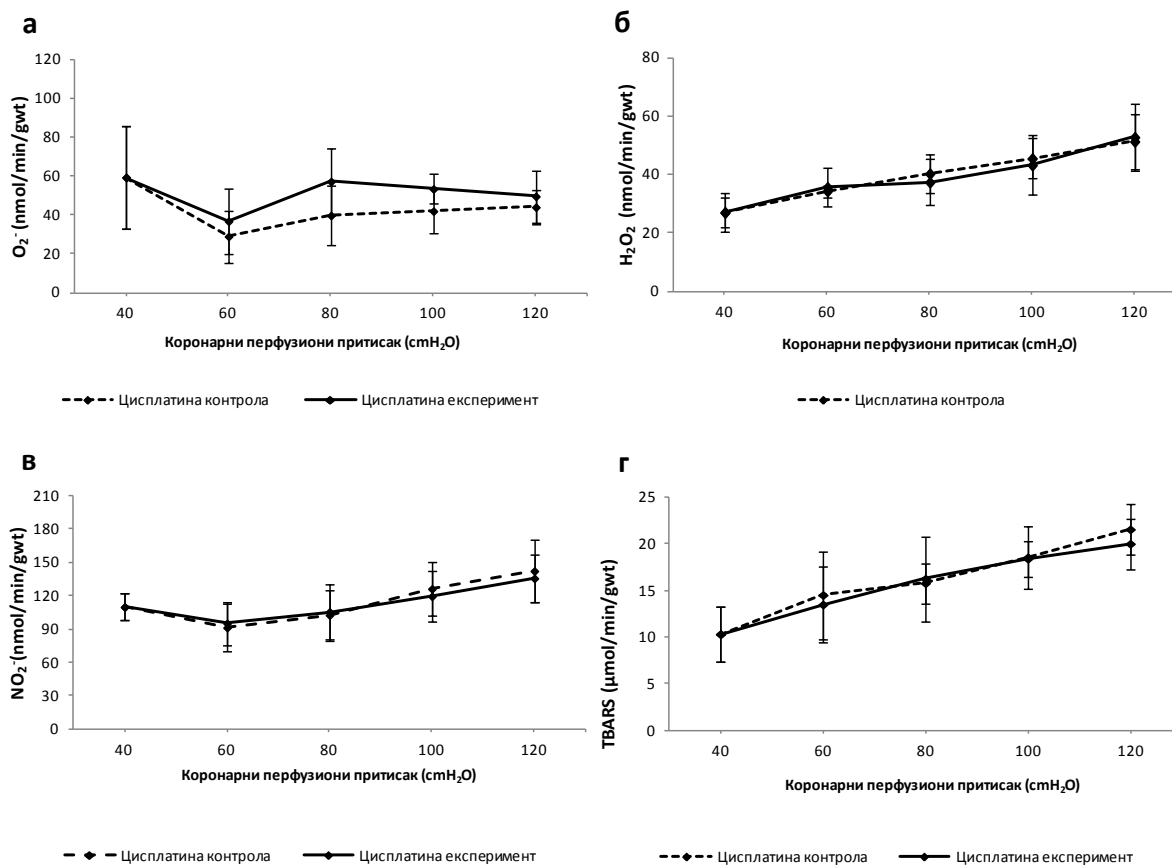 а
120
100
80
60
40
20
0
O₂⁻ (nmol/min/gwt)
40 60 80 100 120
Коронарни перфузиони притисак (cmH₂O)
Цисплатина контрола Цисплатина експеримент
б
80
60
40
20
0
H₂O₂ (nmol/min/gwt)
40 60 80 100 120
Коронарни перфузиони притисак (cmH₂O)
Цисплатина контрола
в
210
180
150
120
90
60
30
0
NO₂⁻(nmol/min/gwt)
40 60 80 100 120
Коронарни перфузиони притисак (cmH₂O)
Цисплатина контрола Цисплатина експеримент
г
25
20
15
10
5
0
TBARS (μmol/min/gwt)
40 60 80 100 120
Коронарни перфузиони притисак (cmH₂O)
Цисплатина контрола Цисплатина експеримент